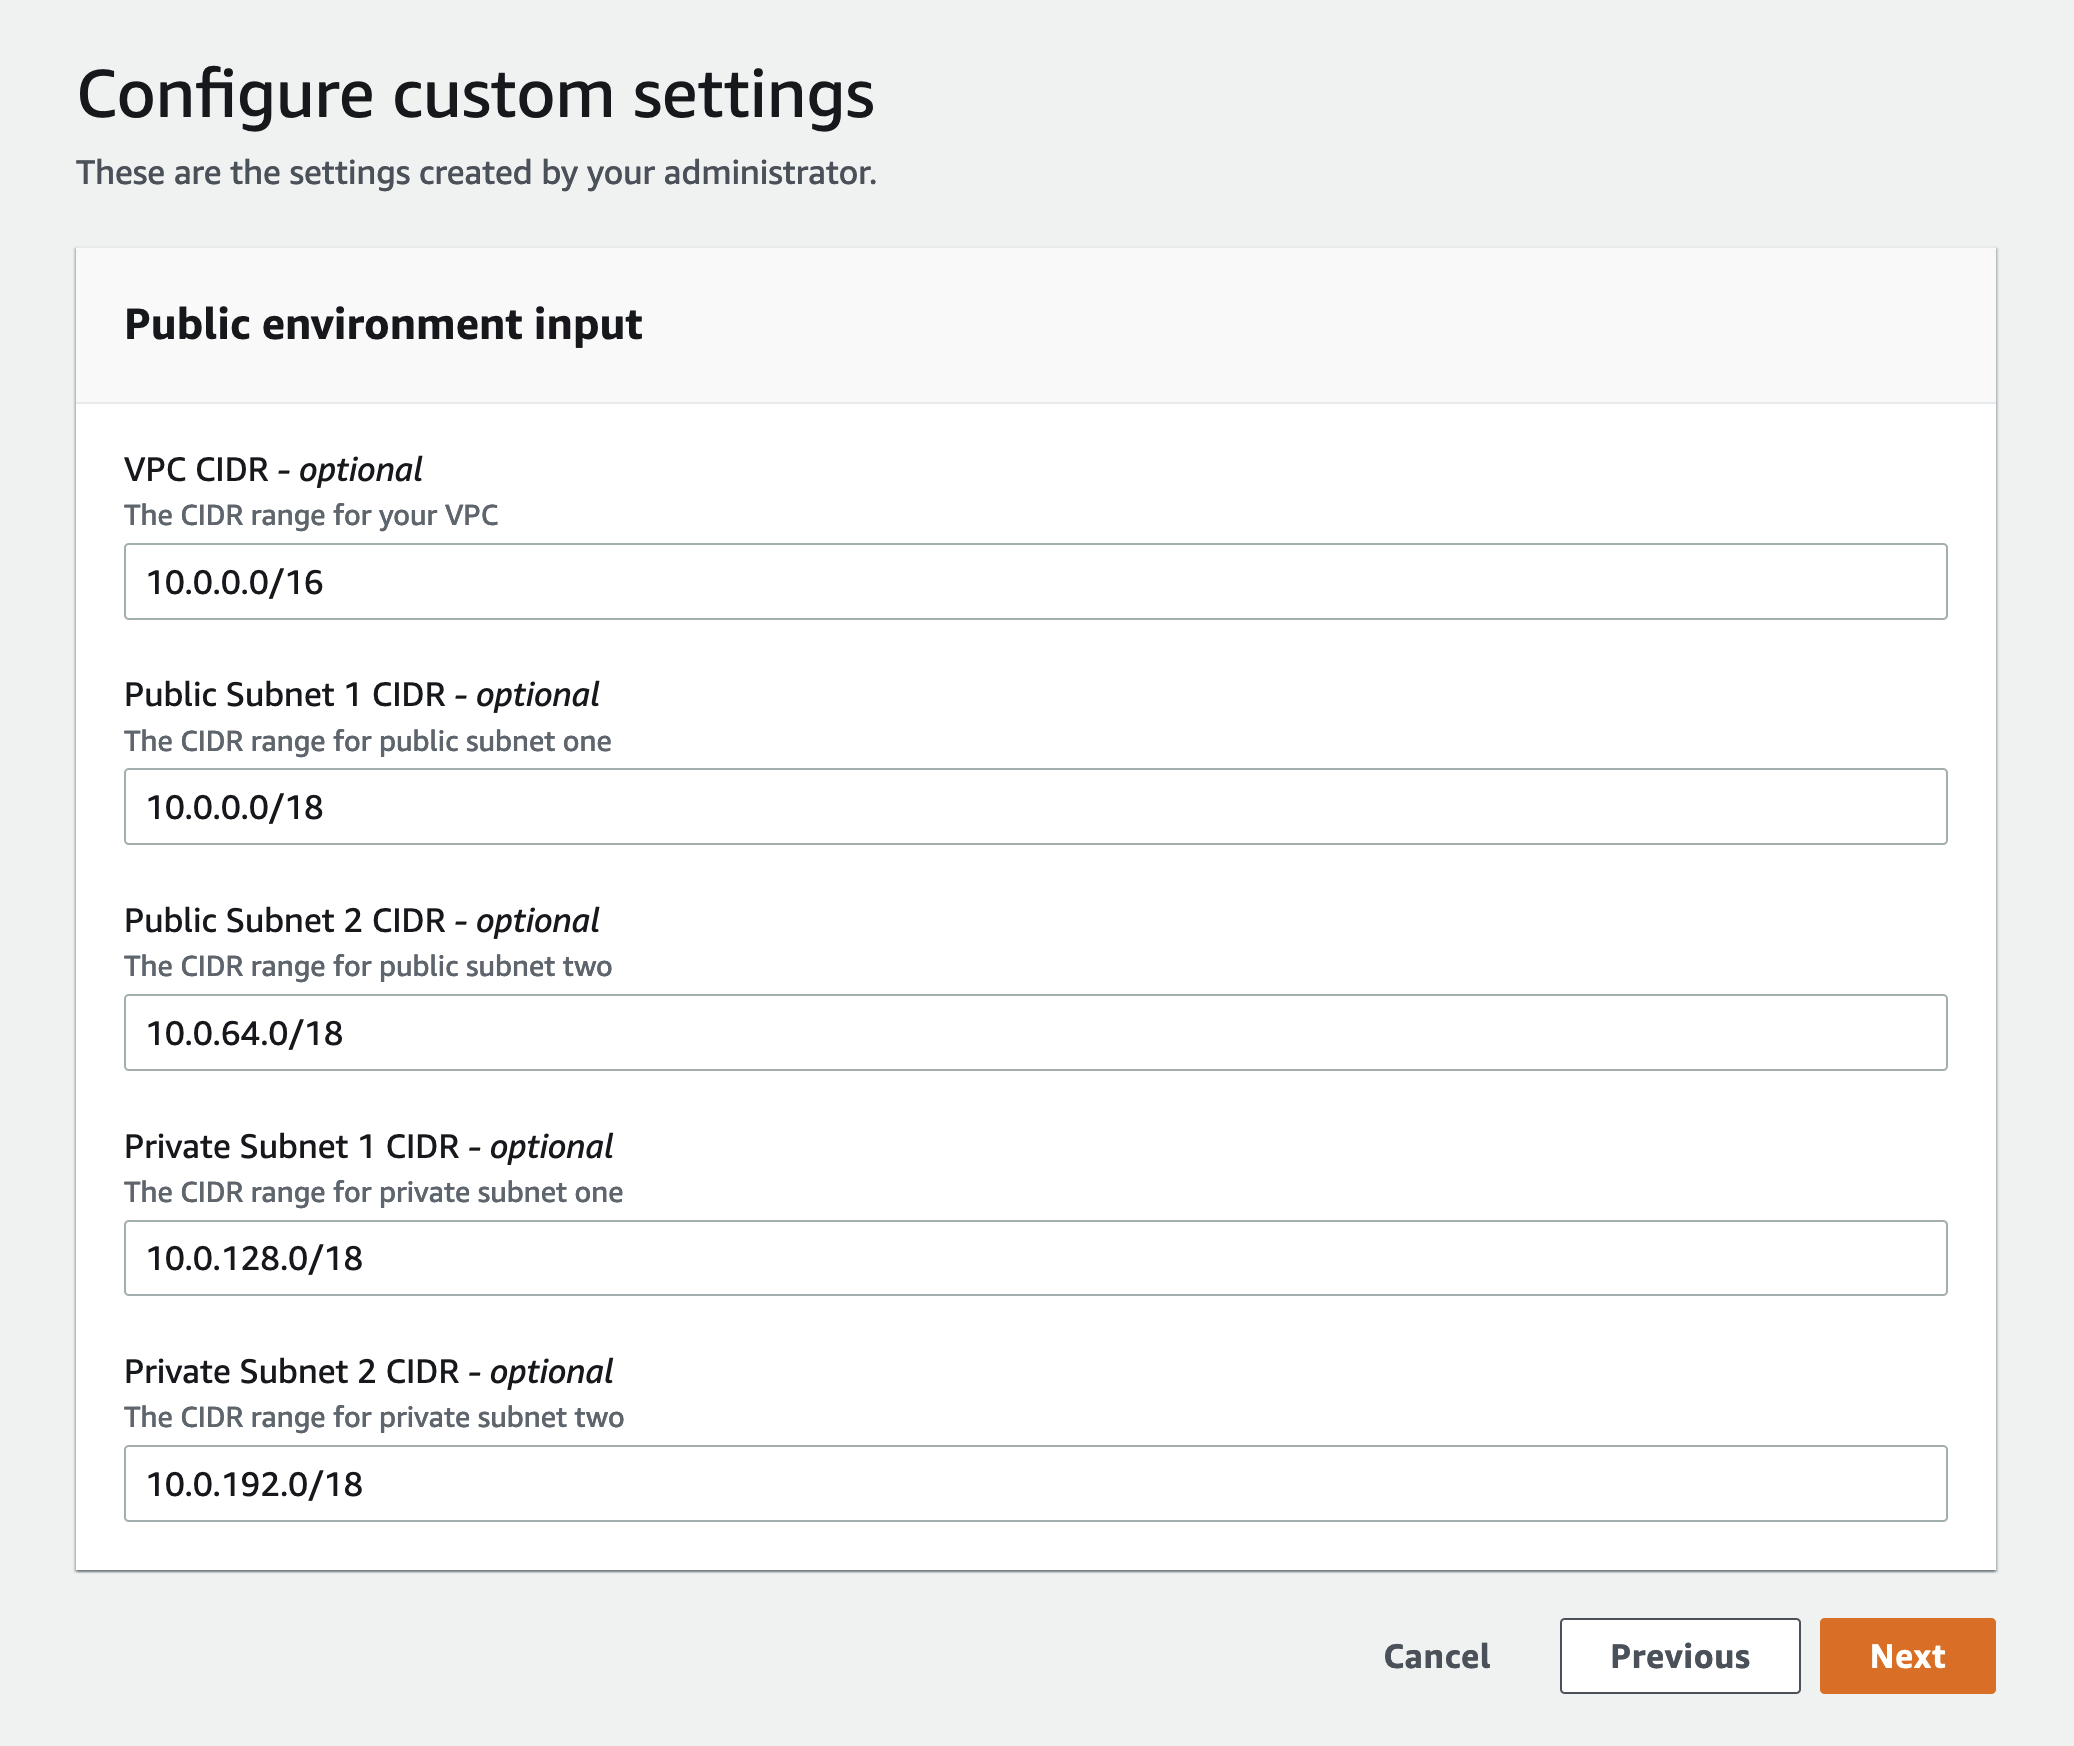 Configure custom settings
These are the settings created by your administrator.
Public environment input
VPC CIDR - optional
The CIDR range for your VPC
10.0.0.0/16
Public Subnet 1 CIDR - optional
The CIDR range for public subnet one
10.0.0.0/18
Public Subnet 2 CIDR - optional
The CIDR range for public subnet two
10.0.64.0/18
Private Subnet 1 CIDR - optional
The CIDR range for private subnet one
10.0.128.0/18
Private Subnet 2 CIDR - optional
The CIDR range for private subnet two
10.0.192.0/18
Cancel Previous Next